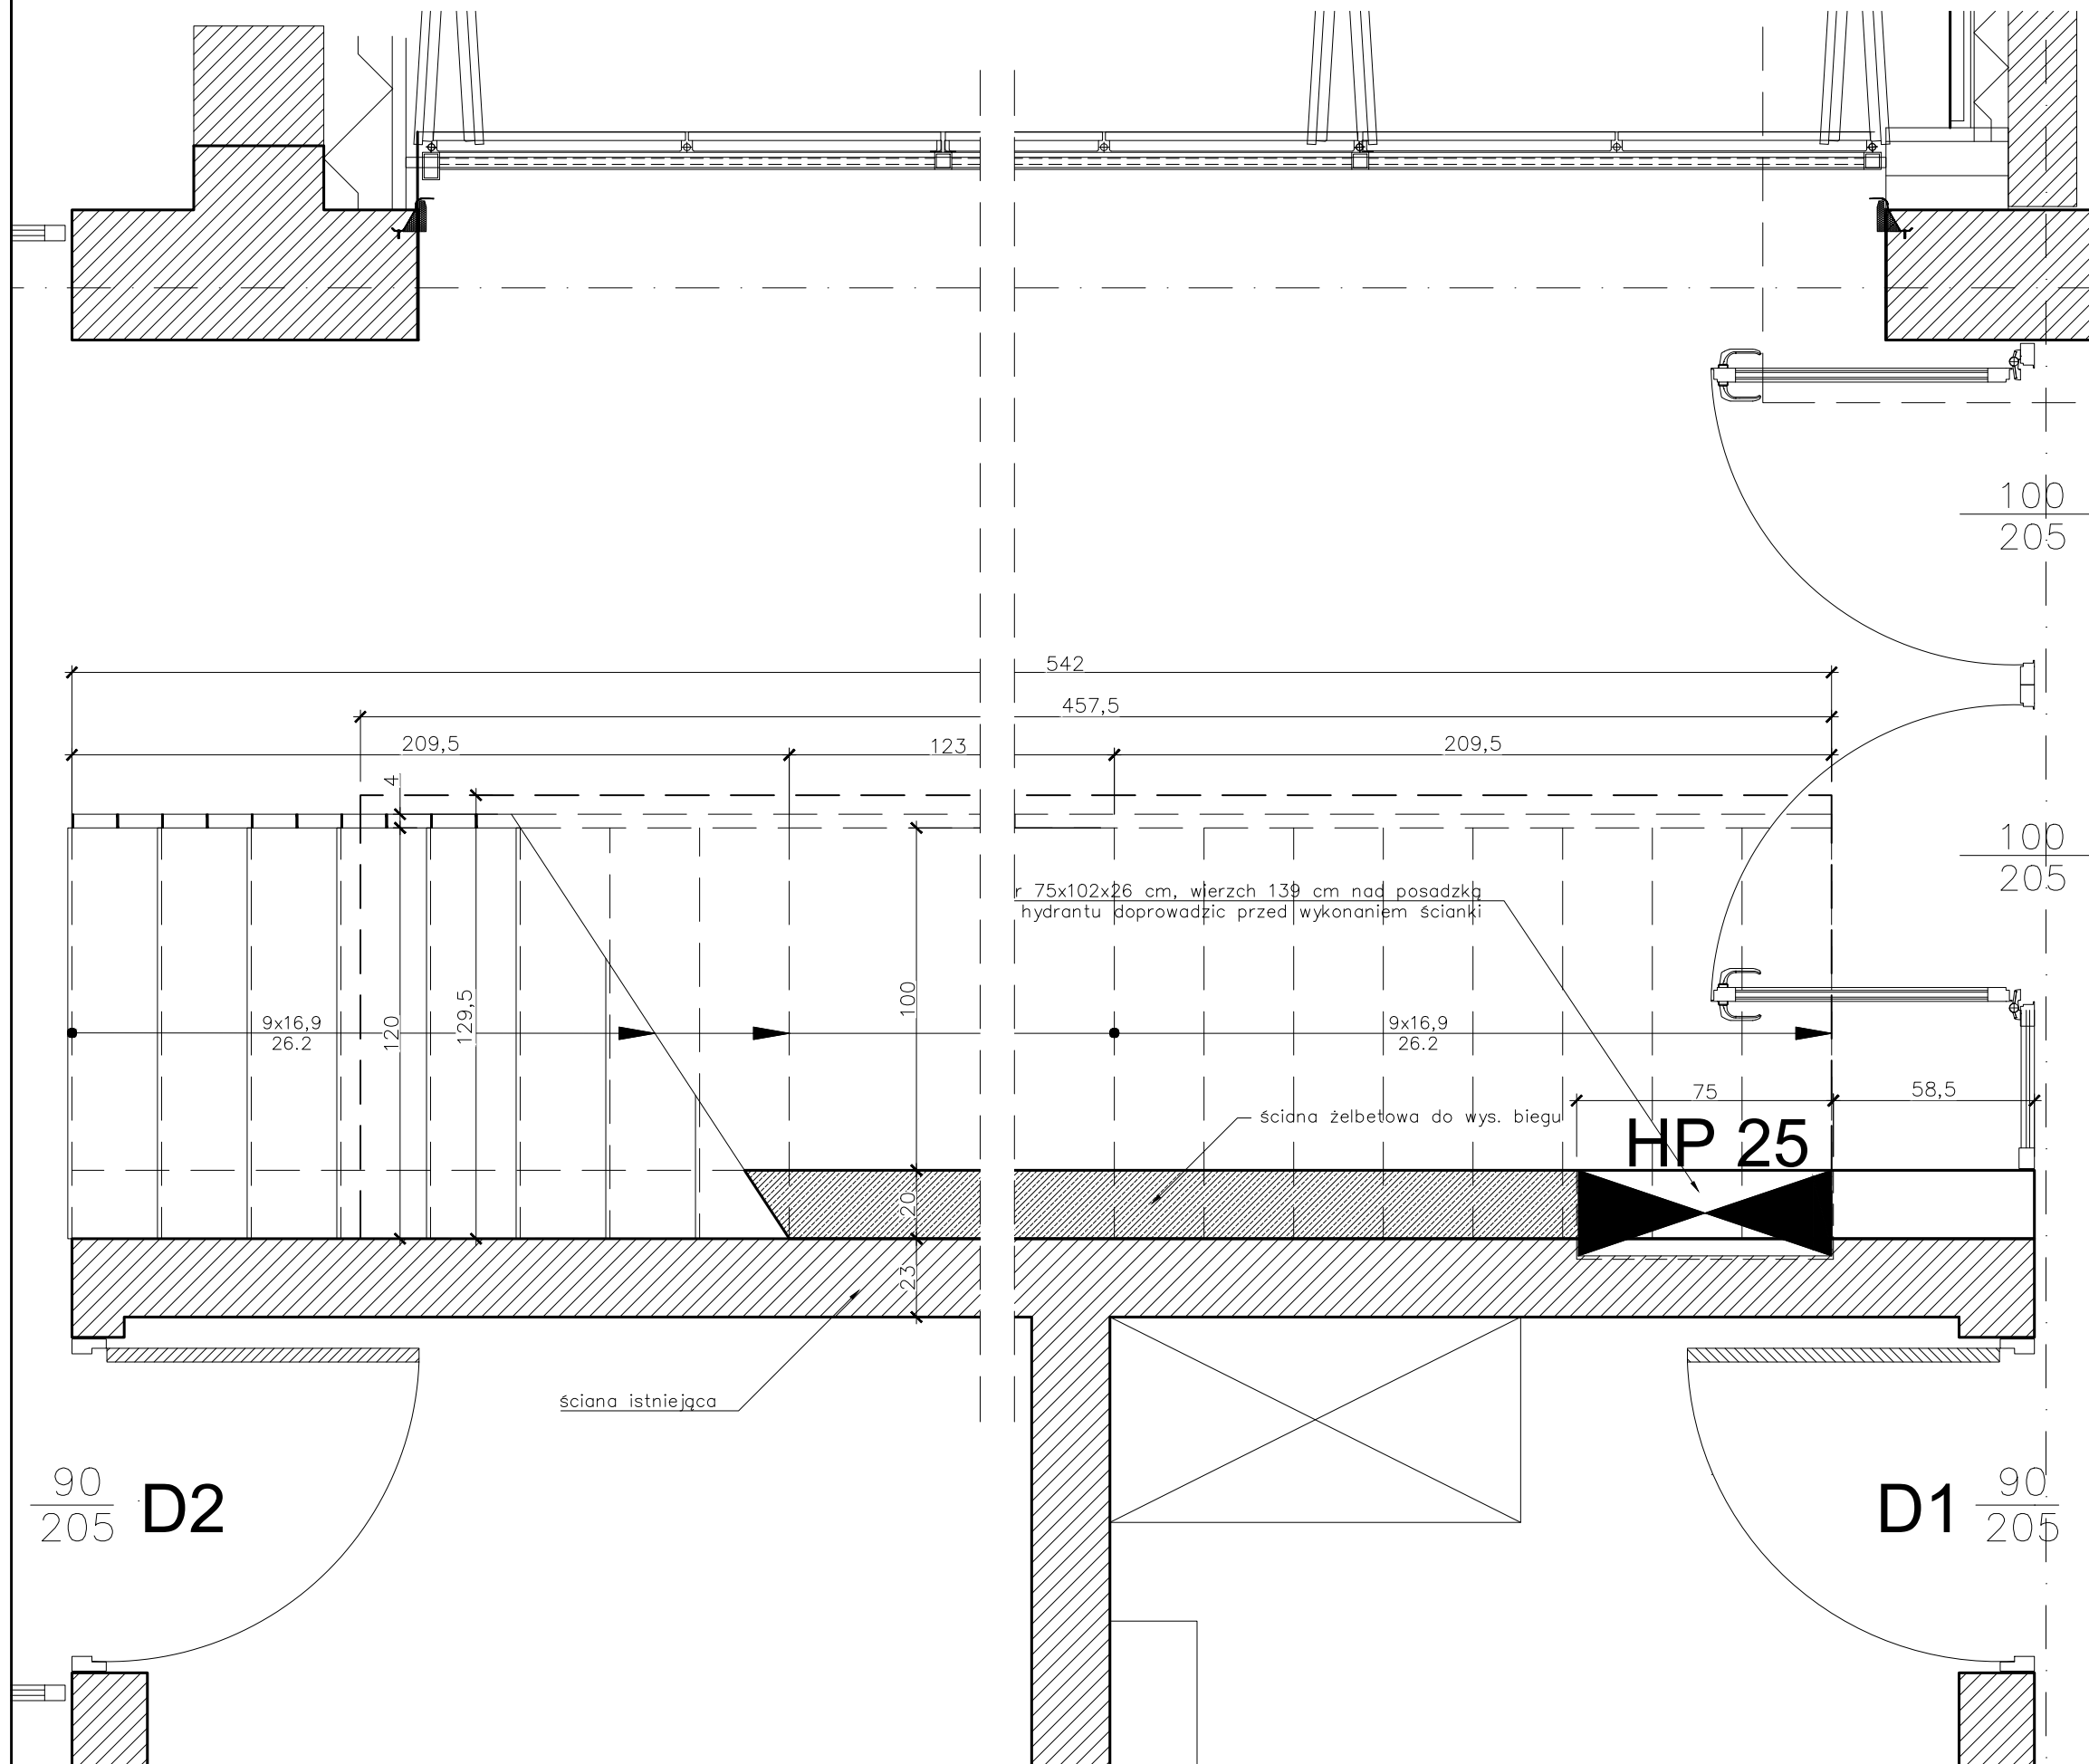 100
205
542
457,5
209,5
123
209,5
4
100
205
r 75x102x26 cm, wierzch 139 cm nad posadzką
hydrantu doprowadzic przed wykonaniem ścianki
9x16,9
26.2
120
129,5
100
9x16,9
26.2
75
58,5
ściana żelbetowa do wys. biegu
HP 25
20
23
ściana istniejąca
90
205
D2
D1
90
205